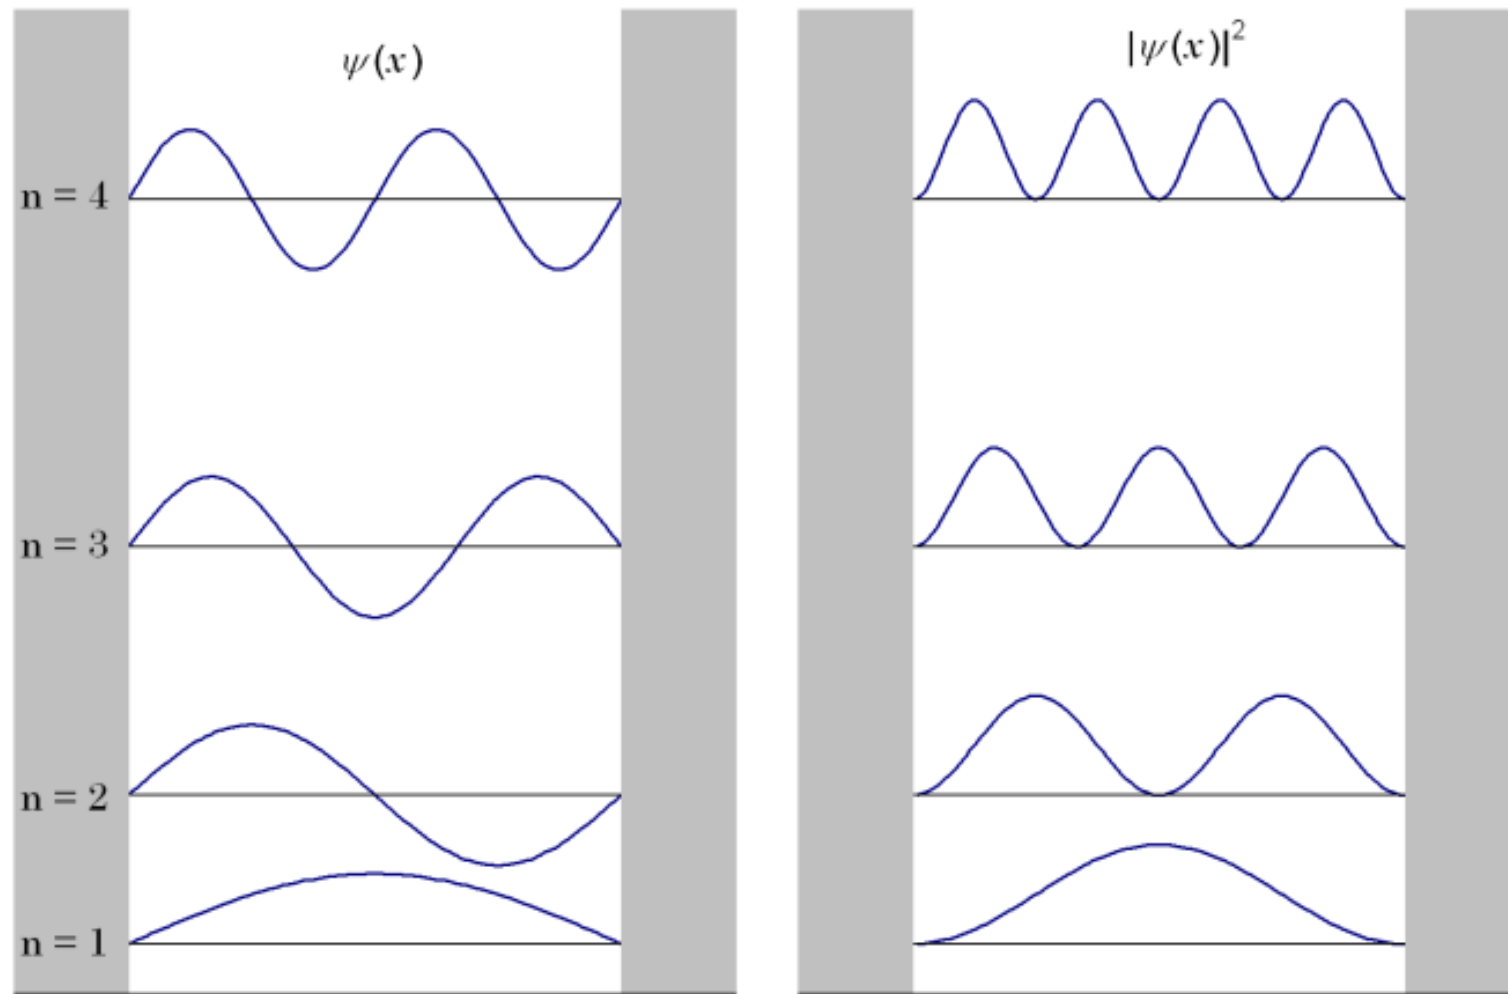 ψ(x)
|ψ(x)|²
n = 4
n = 3
n = 2
n = 1